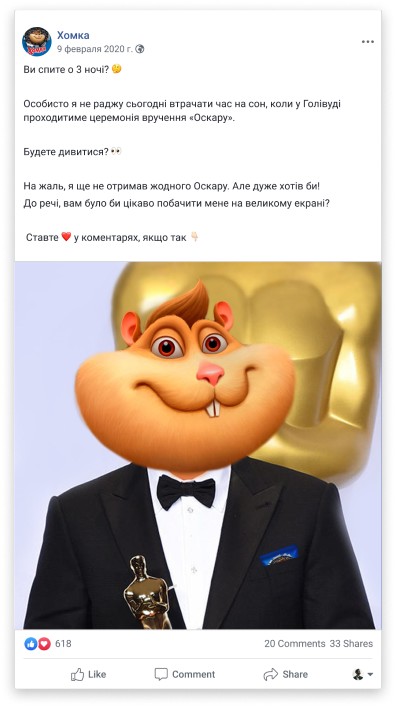 Хомка
9 февраля 2020 г.
Ви спите о 3 ночі? 🤔
Особисто я не раджу сьогодні втрачати час на сон, коли у Голівуді
проходитиме церемонія вручення «Оскару».
Будете дивитися? 👀
На жаль, я ще не отримав жодного Оскару. Але дуже хотів би!
До речі, вам було би цікаво побачити мене на великому екрані?
Ставте ❤️ у коментарях, якщо так 👇🏻
618
20 Comments 33 Shares
Like Comment Share